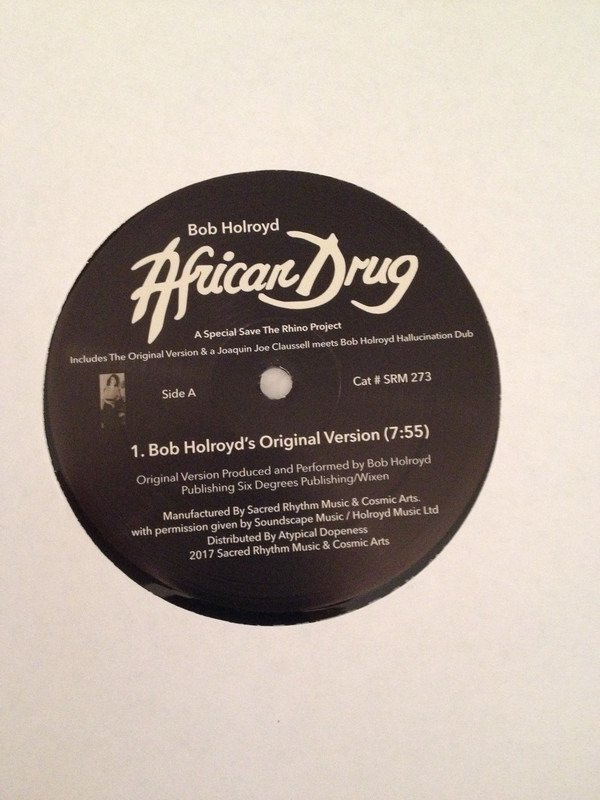 Bob Holroyd
African Drug
A Special Save The Rhino Project
Includes The Original Version & a Joaquin Joe Claussell meets Bob Holroyd Hallucination Dub
Side A
Cat # SRM 273
1. Bob Holroyd's Original Version (7:55)
Original Version Produced and Performed by Bob Holroyd
Publishing Six Degrees Publishing/Wixen
Manufactured By Sacred Rhythm Music & Cosmic Arts.
with permission given by Soundscape Music / Holroyd Music Ltd
Distributed By Atypical Dopeness
2017 Sacred Rhythm Music & Cosmic Arts